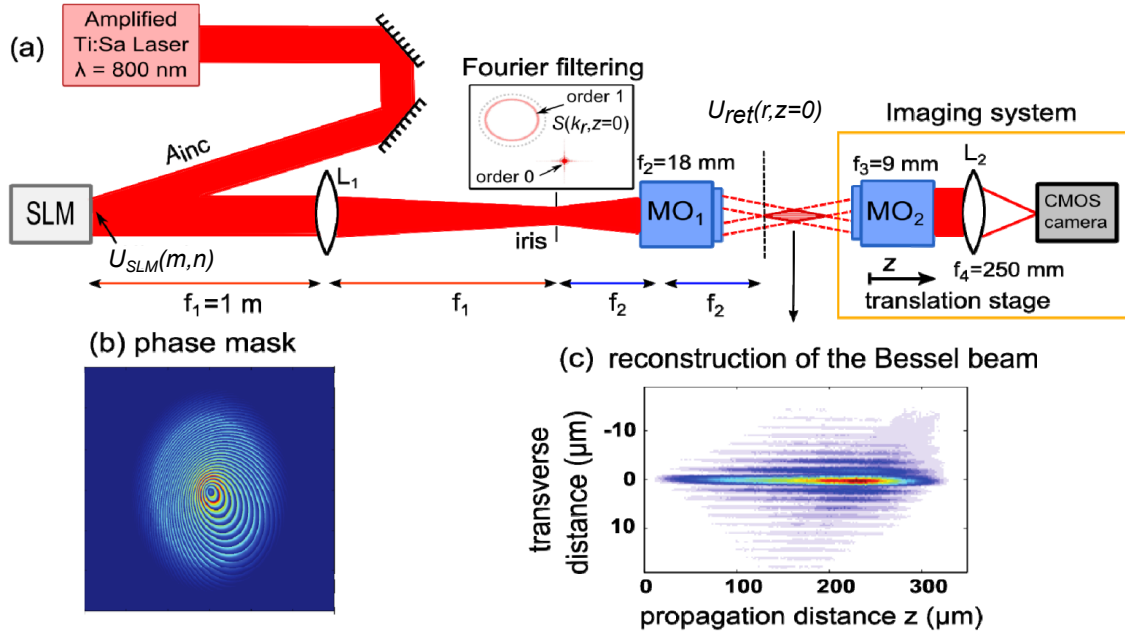 (a)
Amplified
Ti:Sa Laser
λ = 800 nm
Fourier filtering
order 1
S(kr,z=0)
order 0
Uret(r,z=0)
Imaging system
Ainc
L1
f2=18 mm
f3=9 mm
L2
SLM
MO1
MO2
CMOS
camera
iris
USLM(m,n)
z
f4=250 mm
translation stage
f1=1 m
f1
f2
f2
(b) phase mask
(c) reconstruction of the Bessel beam
transverse
distance (µm)
-10
0
10
0
100
200
300
propagation distance z (µm)